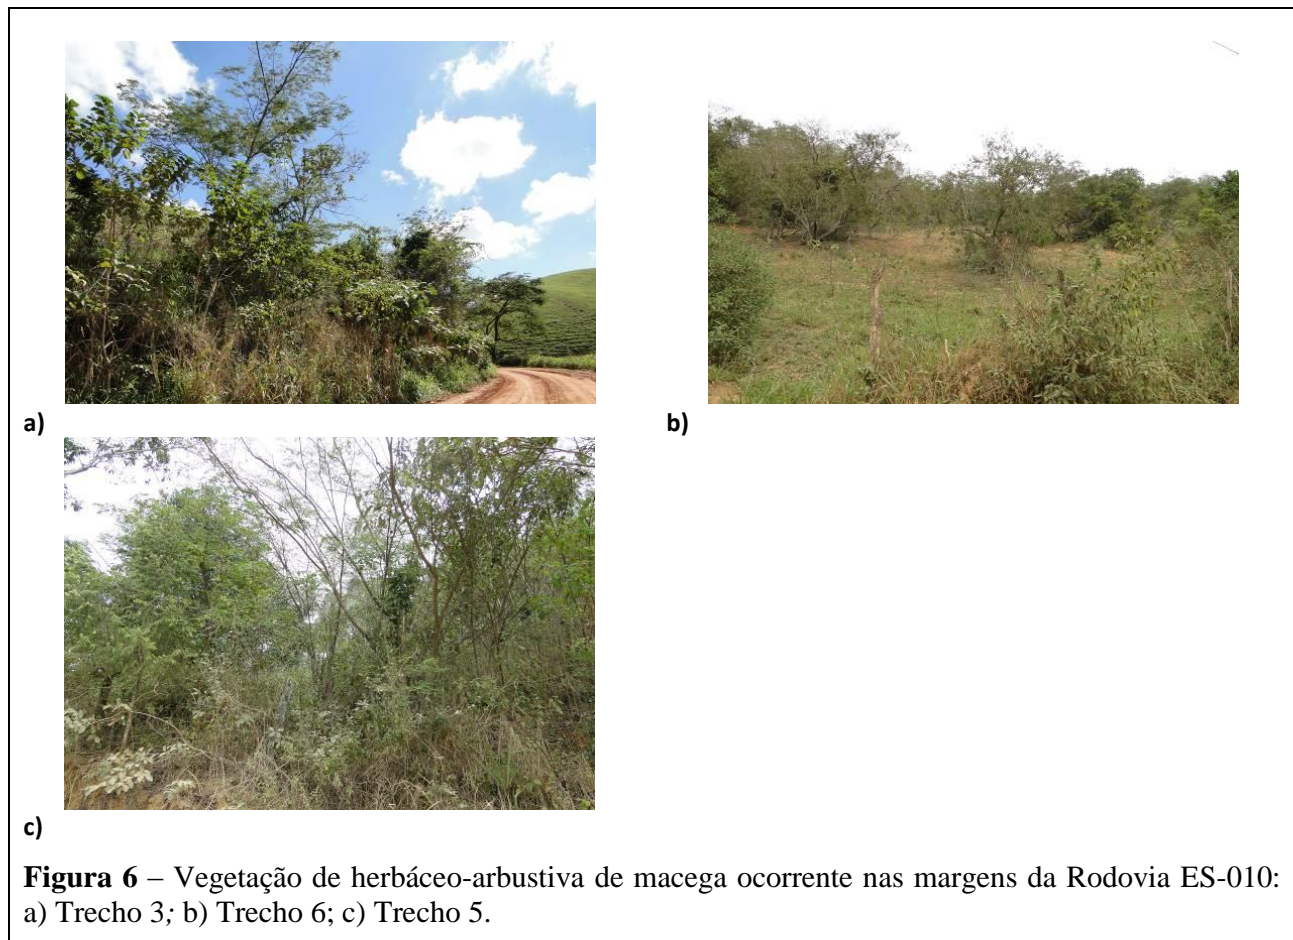 a)
b)
c)
Figura 6 – Vegetação de herbáceo-arbustiva de macega ocorrente nas margens da Rodovia ES-010:
a) Trecho 3; b) Trecho 6; c) Trecho 5.